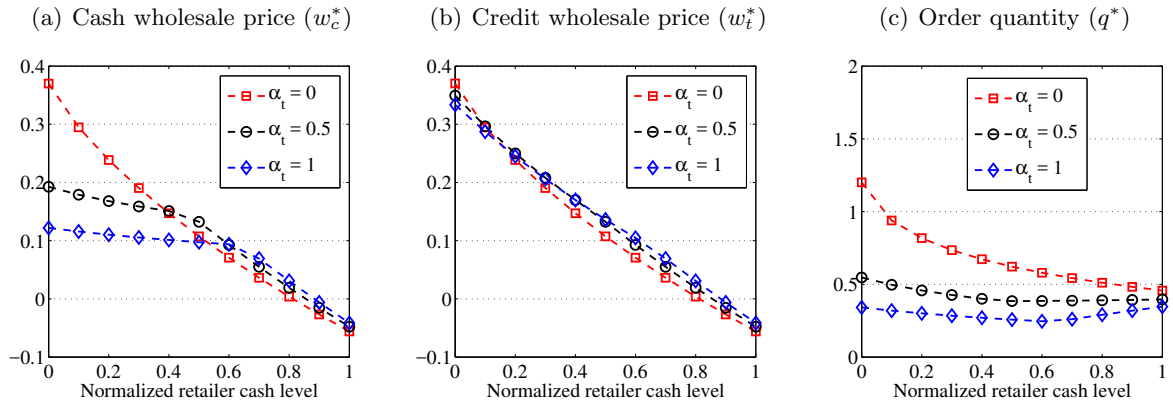 (a) Cash wholesale price (w*c)
0.4
0.3
0.2
0.1
0
−0.1
0 0.2 0.4 0.6 0.8 1
Normalized retailer cash level
αt = 0
αt = 0.5
αt = 1
(b) Credit wholesale price (w*t)
0.4
0.3
0.2
0.1
0
−0.1
0 0.2 0.4 0.6 0.8 1
Normalized retailer cash level
αt = 0
αt = 0.5
αt = 1
(c) Order quantity (q*)
2
1.5
1
0.5
0
0 0.2 0.4 0.6 0.8 1
Normalized retailer cash level
αt = 0
αt = 0.5
αt = 1